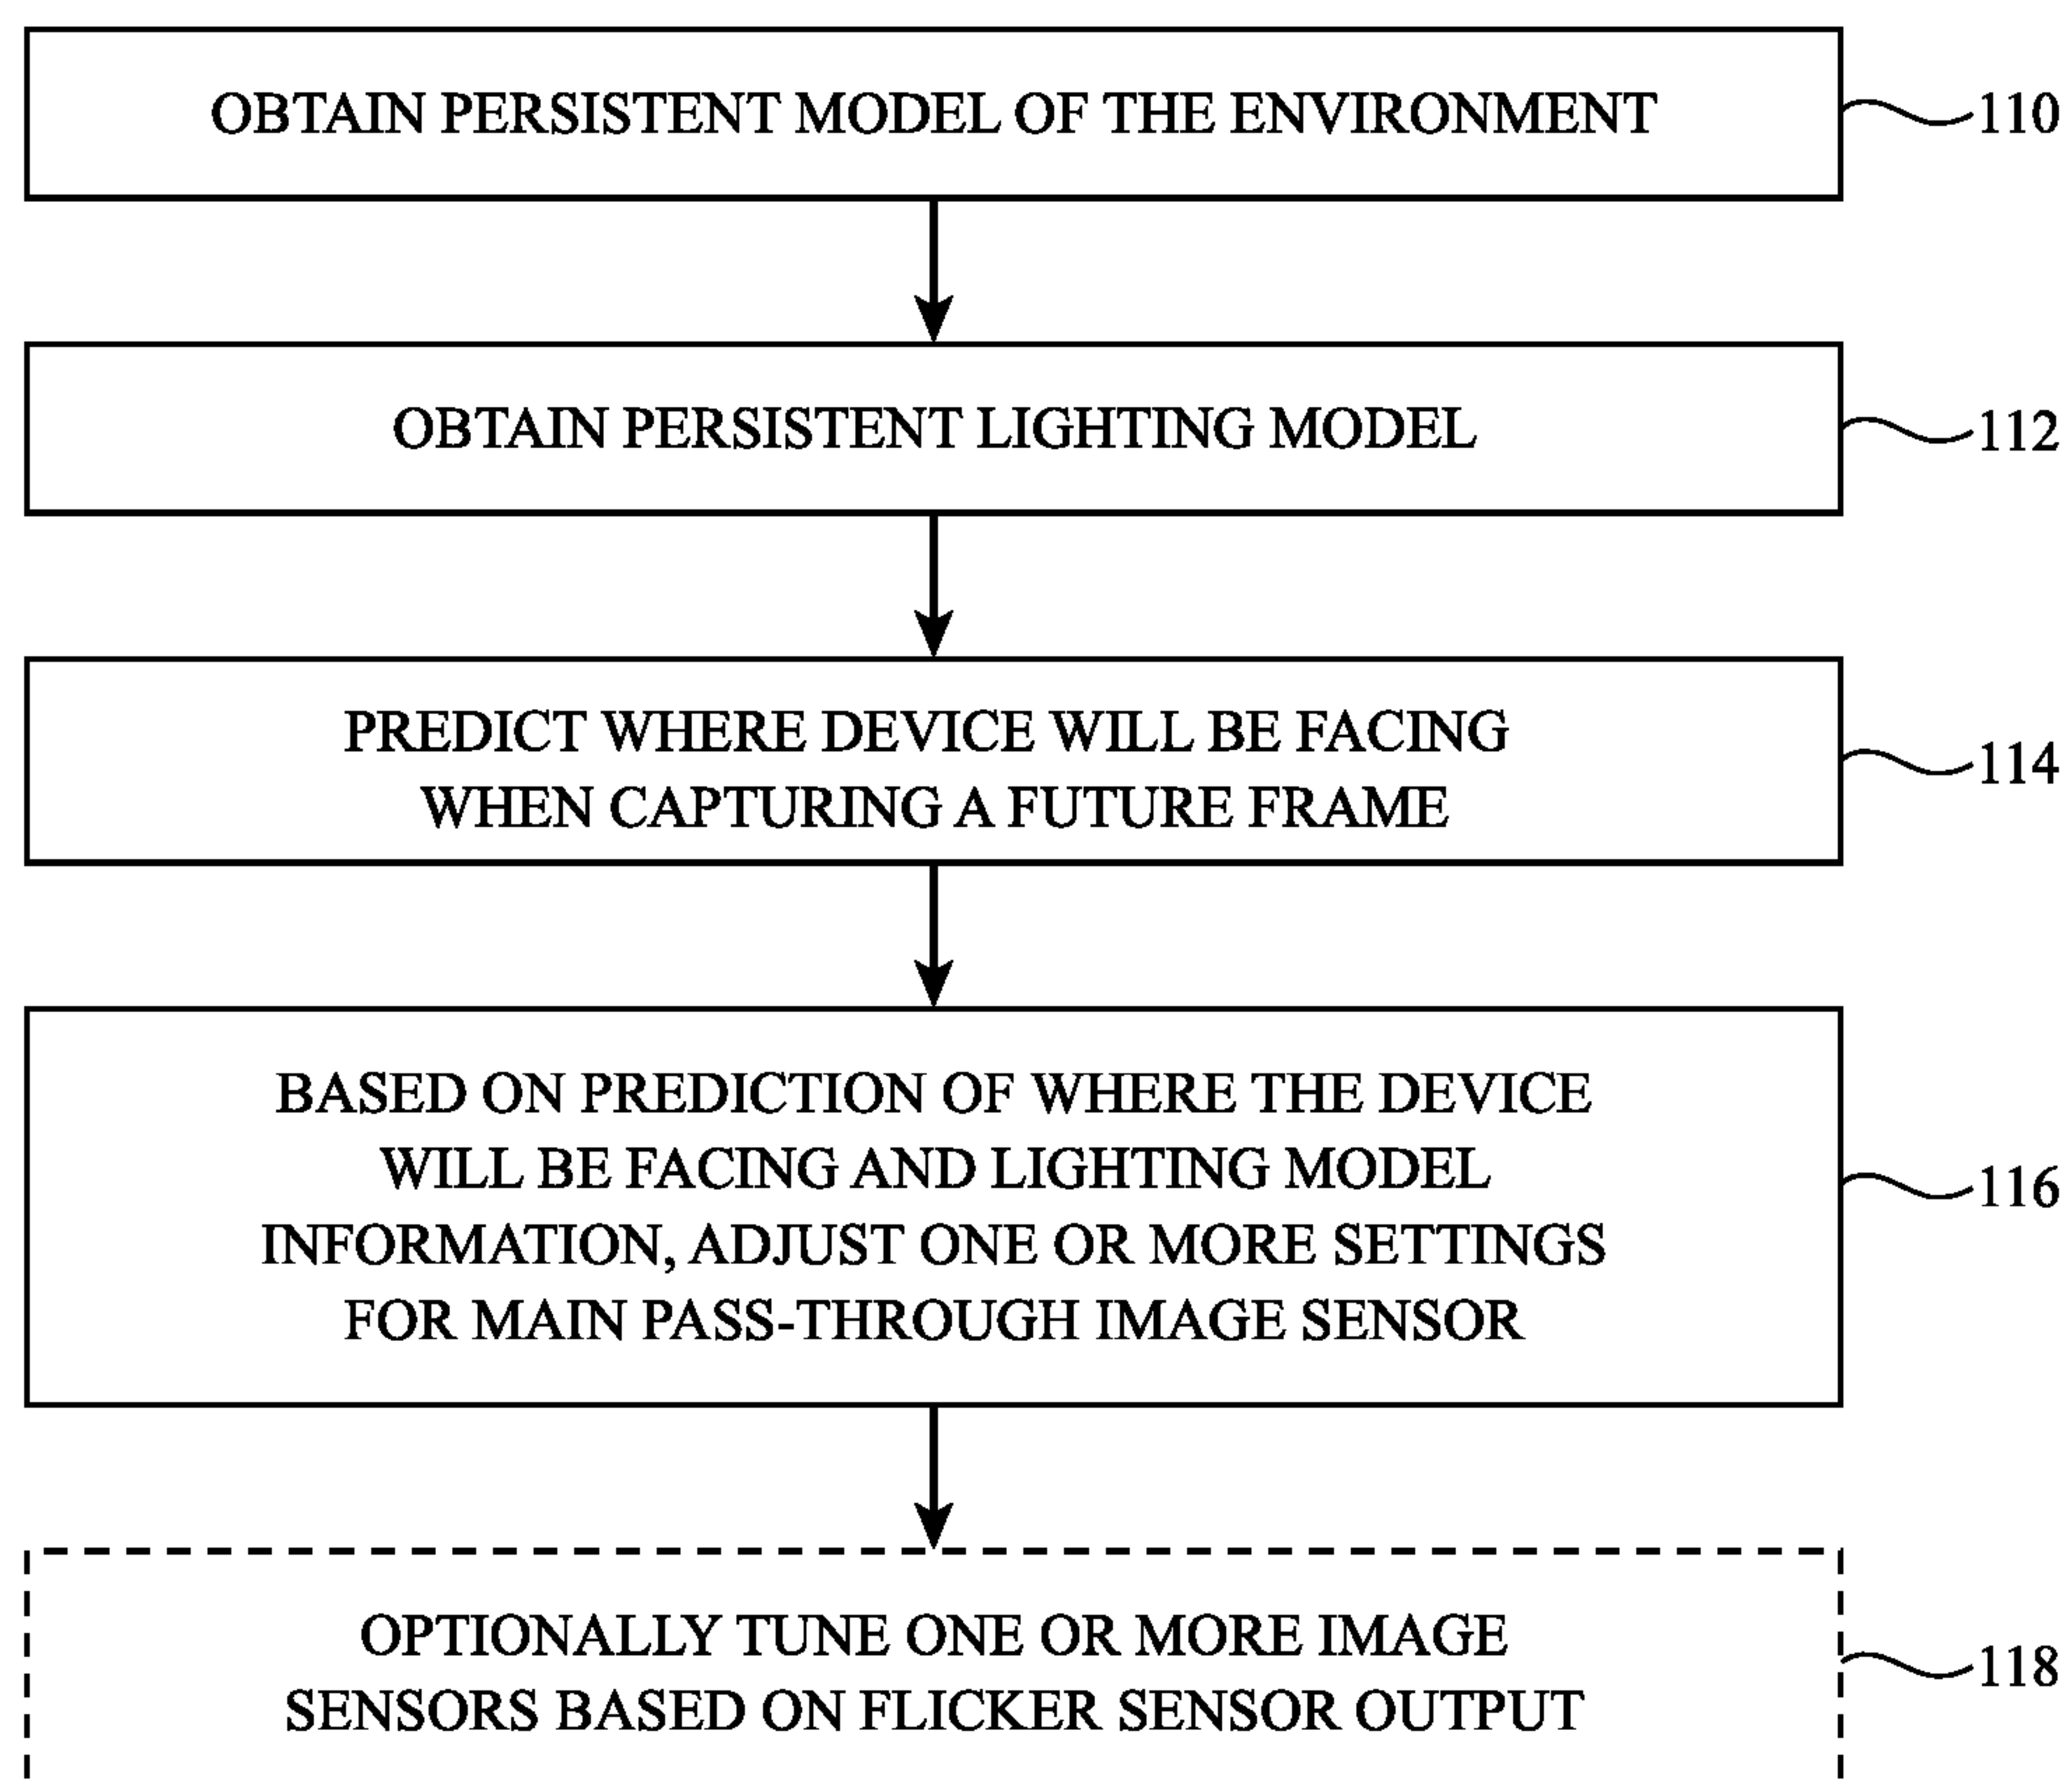 OBTAIN PERSISTENT MODEL OF THE ENVIRONMENT
110
OBTAIN PERSISTENT LIGHTING MODEL
112
PREDICT WHERE DEVICE WILL BE FACING
WHEN CAPTURING A FUTURE FRAME
114
BASED ON PREDICTION OF WHERE THE DEVICE
WILL BE FACING AND LIGHTING MODEL
INFORMATION, ADJUST ONE OR MORE SETTINGS
FOR MAIN PASS-THROUGH IMAGE SENSOR
116
OPTIONALLY TUNE ONE OR MORE IMAGE
SENSORS BASED ON FLICKER SENSOR OUTPUT
118